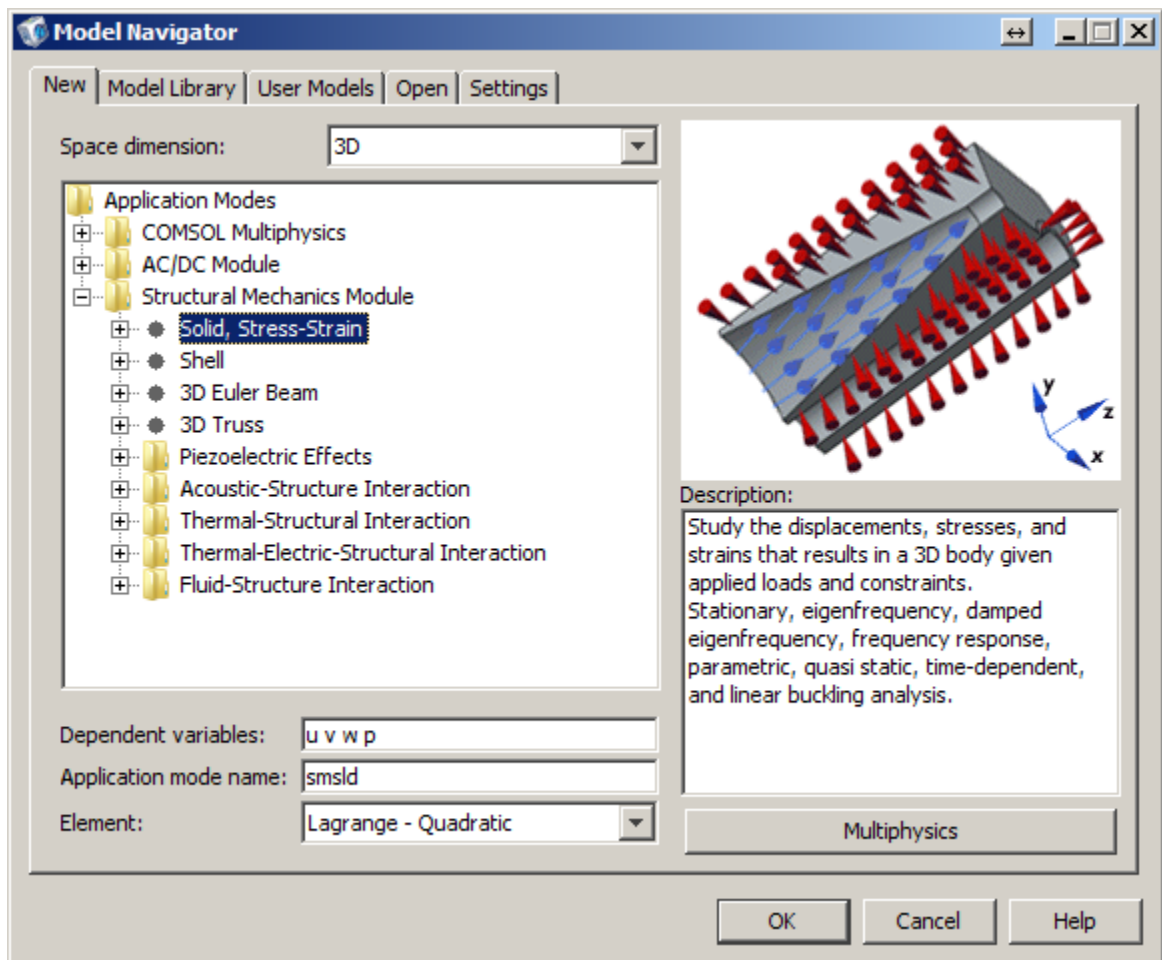 Model Navigator
New Model Library User Models Open Settings
Space dimension: 3D
Application Modes
COMSOL Multiphysics
AC/DC Module
Structural Mechanics Module
Solid, Stress-Strain
Shell
3D Euler Beam
3D Truss
Piezoelectric Effects
Acoustic-Structure Interaction
Thermal-Structural Interaction
Thermal-Electric-Structural Interaction
Fluid-Structure Interaction
Dependent variables: u v w p
Application mode name: smsld
Element: Lagrange - Quadratic
y
z
x
Description:
Study the displacements, stresses, and
strains that results in a 3D body given
applied loads and constraints.
Stationary, eigenfrequency, damped
eigenfrequency, frequency response,
parametric, quasi static, time-dependent,
and linear buckling analysis.
Multiphysics
OK Cancel Help